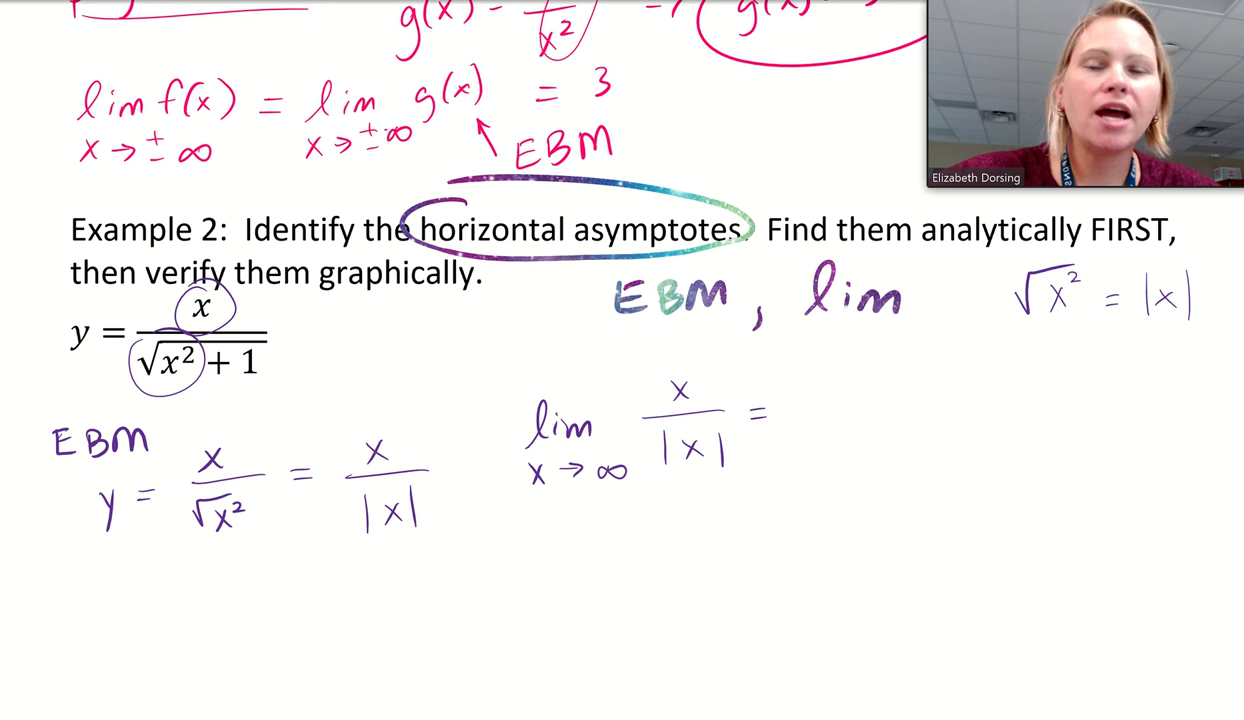 g(x) = x² g(x)
lim f(x) = lim g(x) = 3
x → ± ∞ x → ± ∞
EBM
Elizabeth Dorsing
Example 2: Identify the horizontal asymptotes. Find them analytically FIRST,
then verify them graphically.
EBM, lim √x² = |x|
y = x / √x² + 1
EBM
y = x / √x² = x / |x|
lim x → ∞ x / |x| =